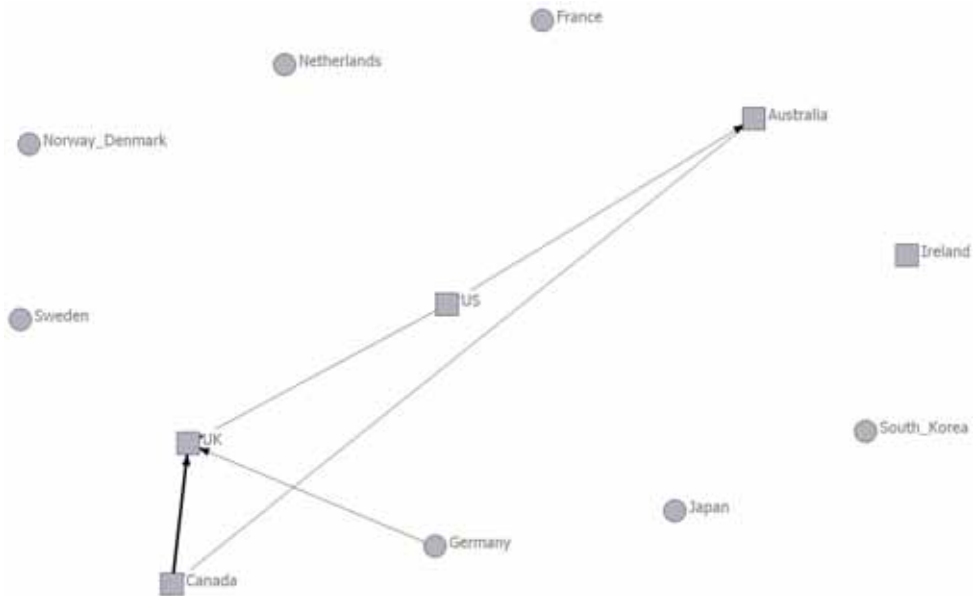 France
Netherlands
Australia
Norway_Denmark
Ireland
US
Sweden
South_Korea
UK
Japan
Germany
Canada